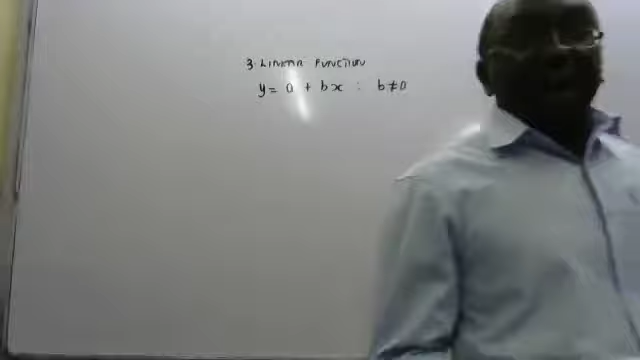 3. LINEAR FUNCTION
y = a + bx : b ≠ 0